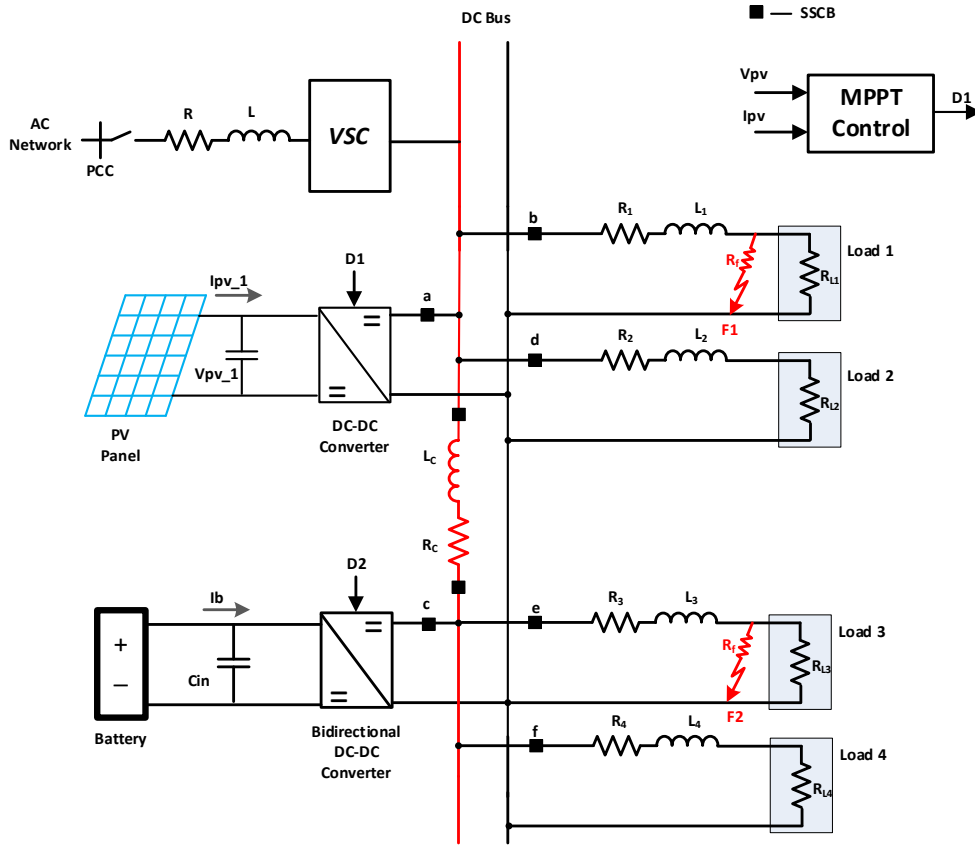 DC Bus
SSCB
Vpv
Ipv
MPPT
Control
D1
AC
Network
PCC
R
L
VSC
b
R1
L1
Rf
F1
RL1
Load 1
Ipv_1
Vpv_1
PV
Panel
D1
DC-DC
Converter
a
d
R2
L2
RL2
Load 2
LC
RC
D2
Ib
Cin
Battery
Bidirectional
DC-DC
Converter
c
e
R3
L3
Rf
F2
RL3
Load 3
f
R4
L4
RL4
Load 4